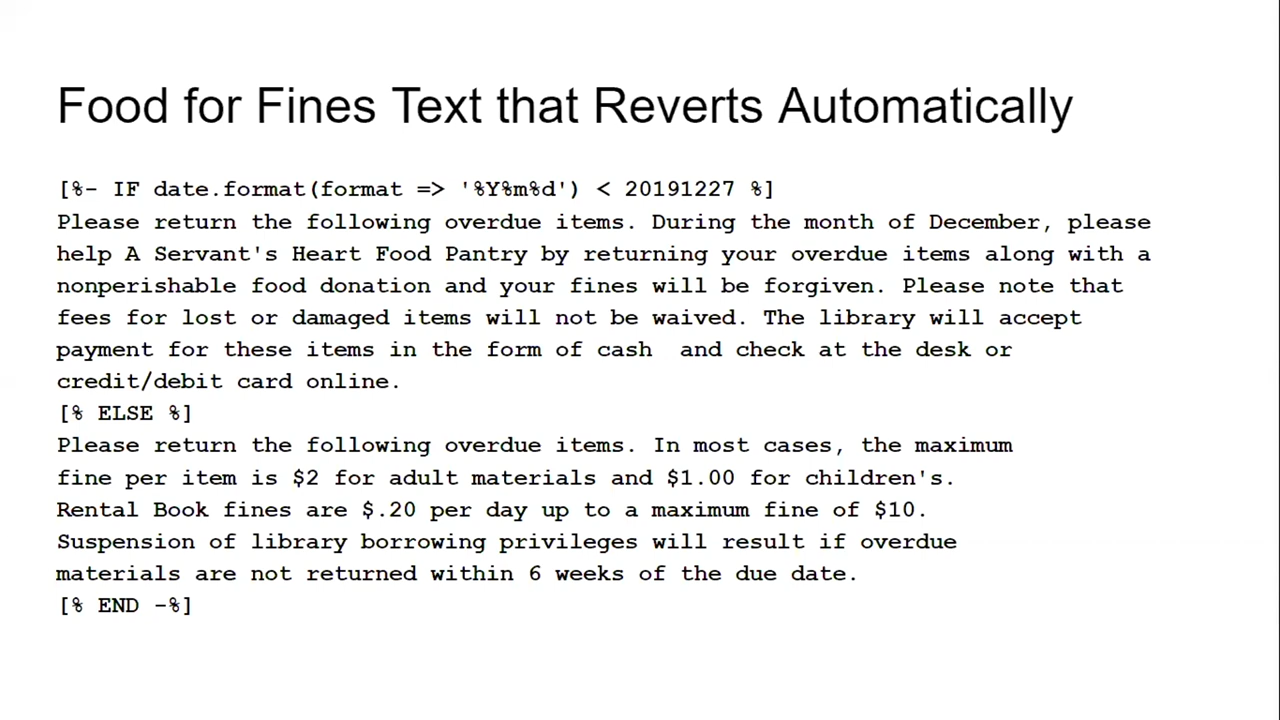 Food for Fines Text that Reverts Automatically
[%- IF date.format(format => '%Y%m%d') < 20191227 %]
Please return the following overdue items. During the month of December, please
help A Servant's Heart Food Pantry by returning your overdue items along with a
nonperishable food donation and your fines will be forgiven. Please note that
fees for lost or damaged items will not be waived. The library will accept
payment for these items in the form of cash  and check at the desk or
credit/debit card online.
[% ELSE %]
Please return the following overdue items. In most cases, the maximum
fine per item is $2 for adult materials and $1.00 for children's.
Rental Book fines are $.20 per day up to a maximum fine of $10.
Suspension of library borrowing privileges will result if overdue
materials are not returned within 6 weeks of the due date.
[% END -%]